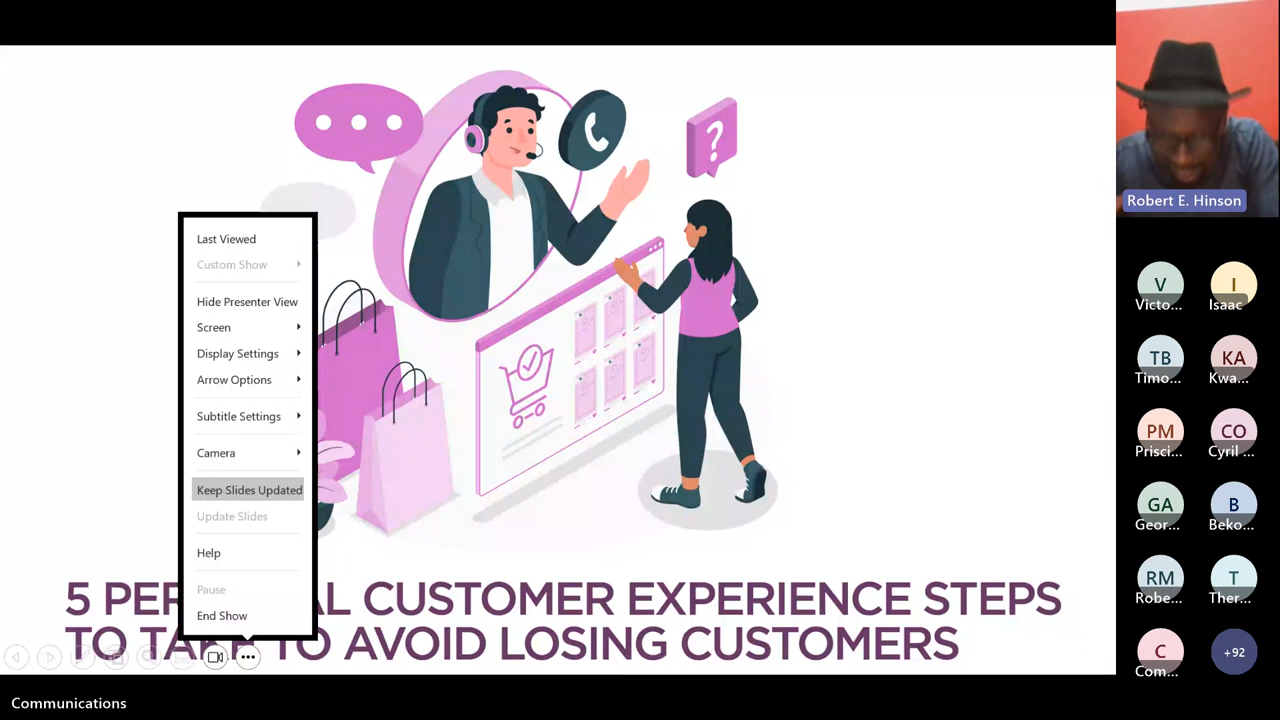 Last Viewed
Custom Show
Hide Presenter View
Screen
Display Settings
Arrow Options
Subtitle Settings
Camera
Keep Slides Updated
Update Slides
Help
Pause
End Show
?
5 PER AL CUSTOMER EXPERIENCE STEPS
TO TAKE TO AVOID LOSING CUSTOMERS
Robert E. Hinson
V
Victo...
I
Isaac
TB
Timo...
KA
Kwa...
PM
Prisci...
CO
Cyril ...
GA
Geor...
B
Beko...
RM
Robe...
T
Ther...
C
Com...
+92
Communications